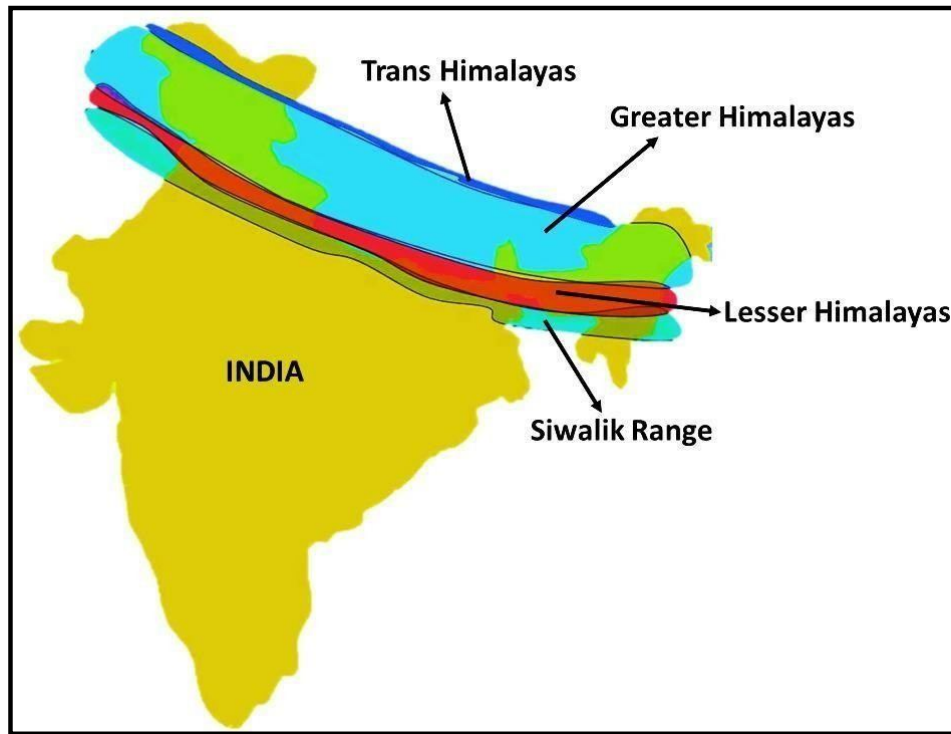 Trans Himalayas
Greater Himalayas
Lesser Himalayas
INDIA
Siwalik Range